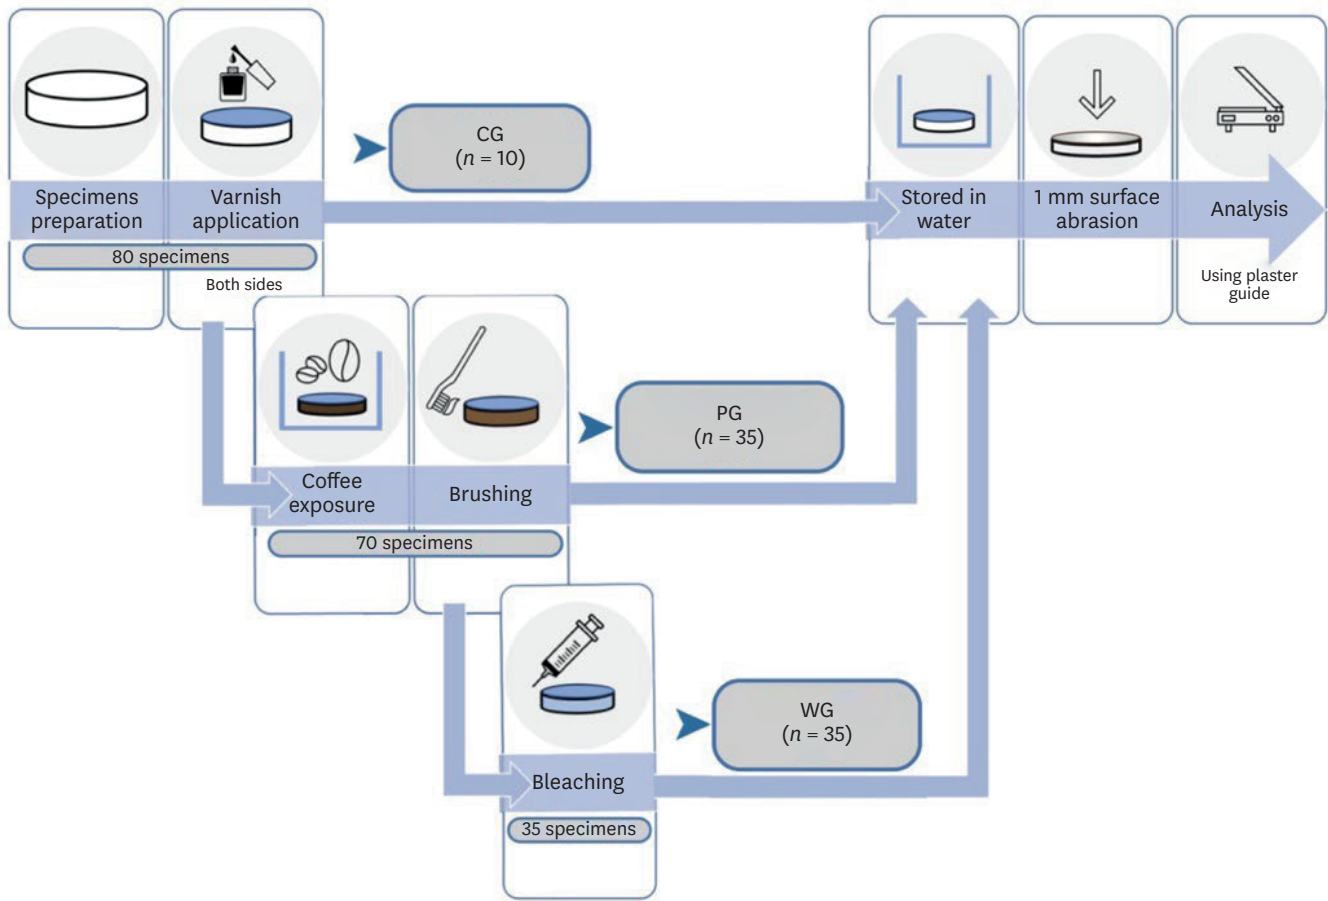 CG
(n = 10)
Specimens
preparation
Varnish
application
Stored in
water
1 mm surface
abrasion
Analysis
80 specimens
Both sides
Using plaster
guide
PG
(n = 35)
Coffee
exposure
Brushing
70 specimens
WG
(n = 35)
Bleaching
35 specimens